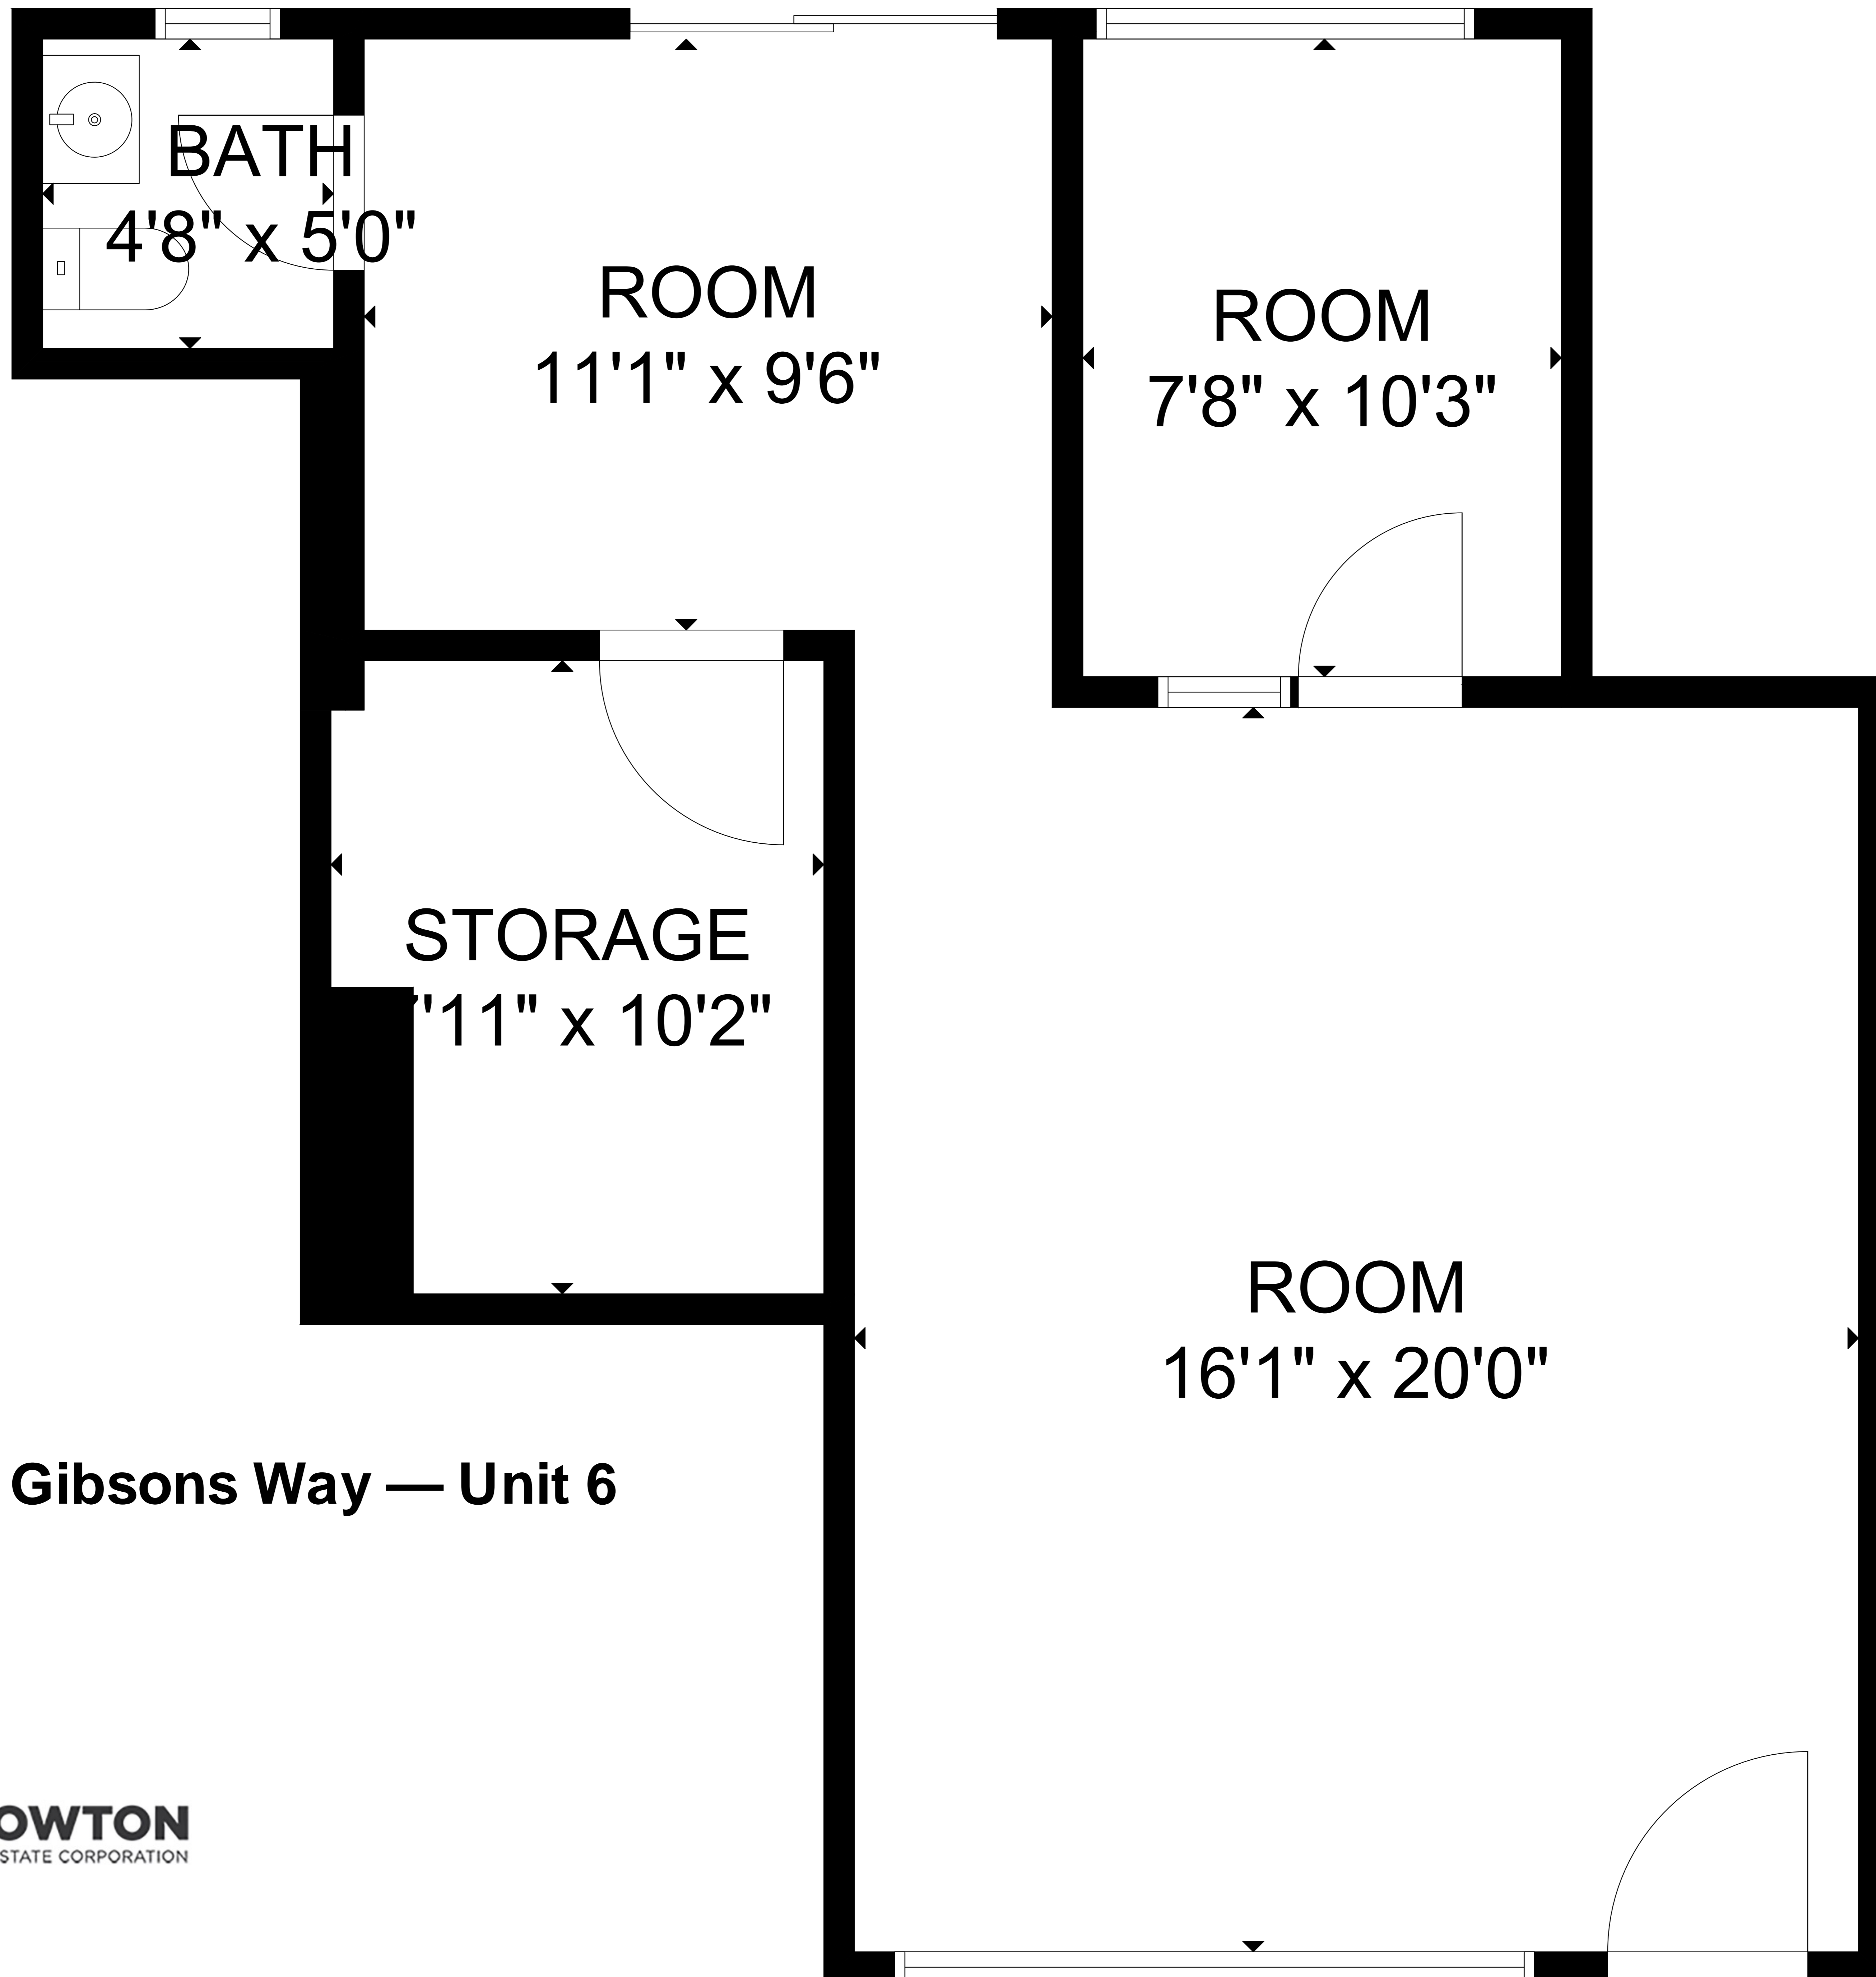 BATH
4'8" x 5'0"
ROOM
11'1" x 9'6"
ROOM
7'8" x 10'3"
STORAGE
'11" x 10'2"
ROOM
16'1" x 20'0"
Gibsons Way — Unit 6
OWTON
STATE CORPORATION